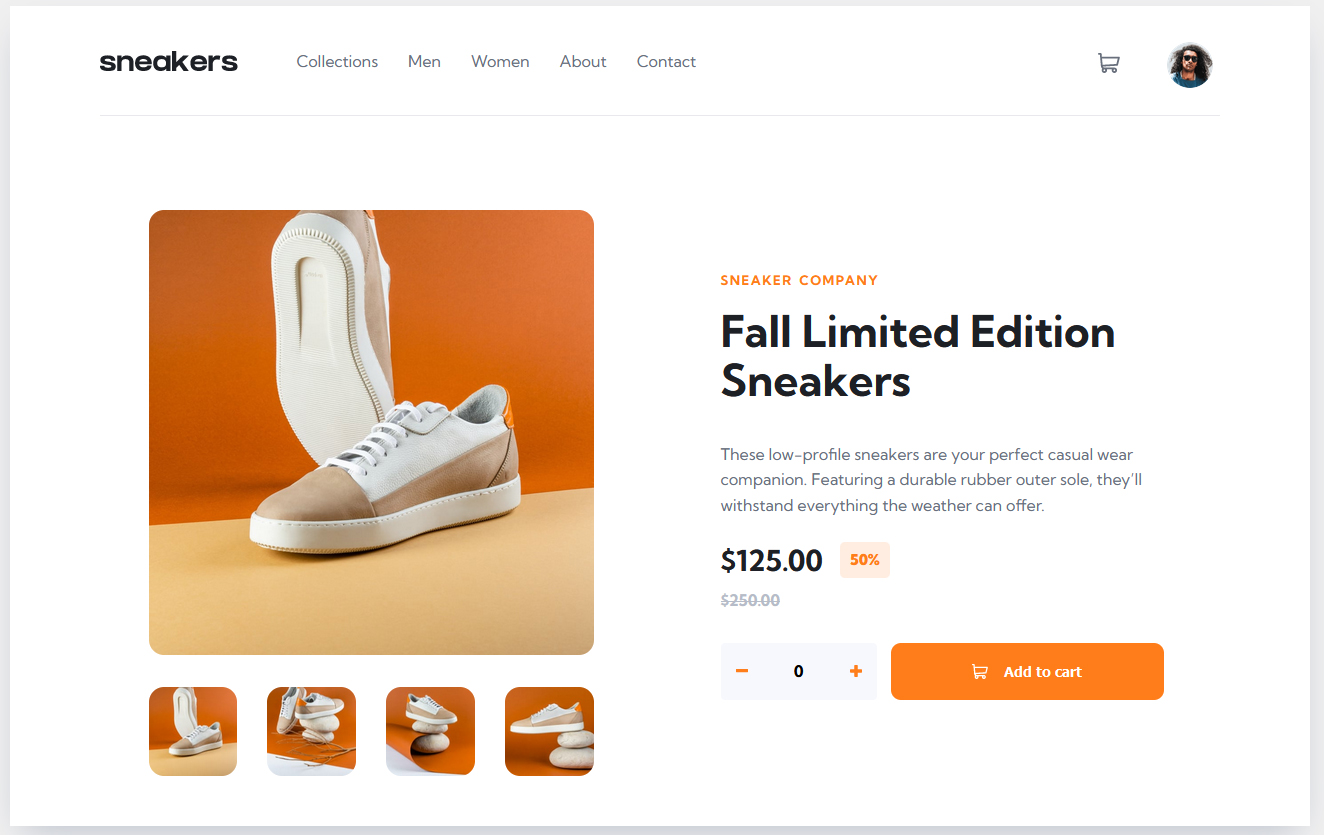 sneakers
Collections Men Women About Contact
SNEAKER COMPANY
Fall Limited Edition
Sneakers
These low-profile sneakers are your perfect casual wear
companion. Featuring a durable rubber outer sole, they’ll
withstand everything the weather can offer.
$125.00 50%
$250.00
0 Add to cart